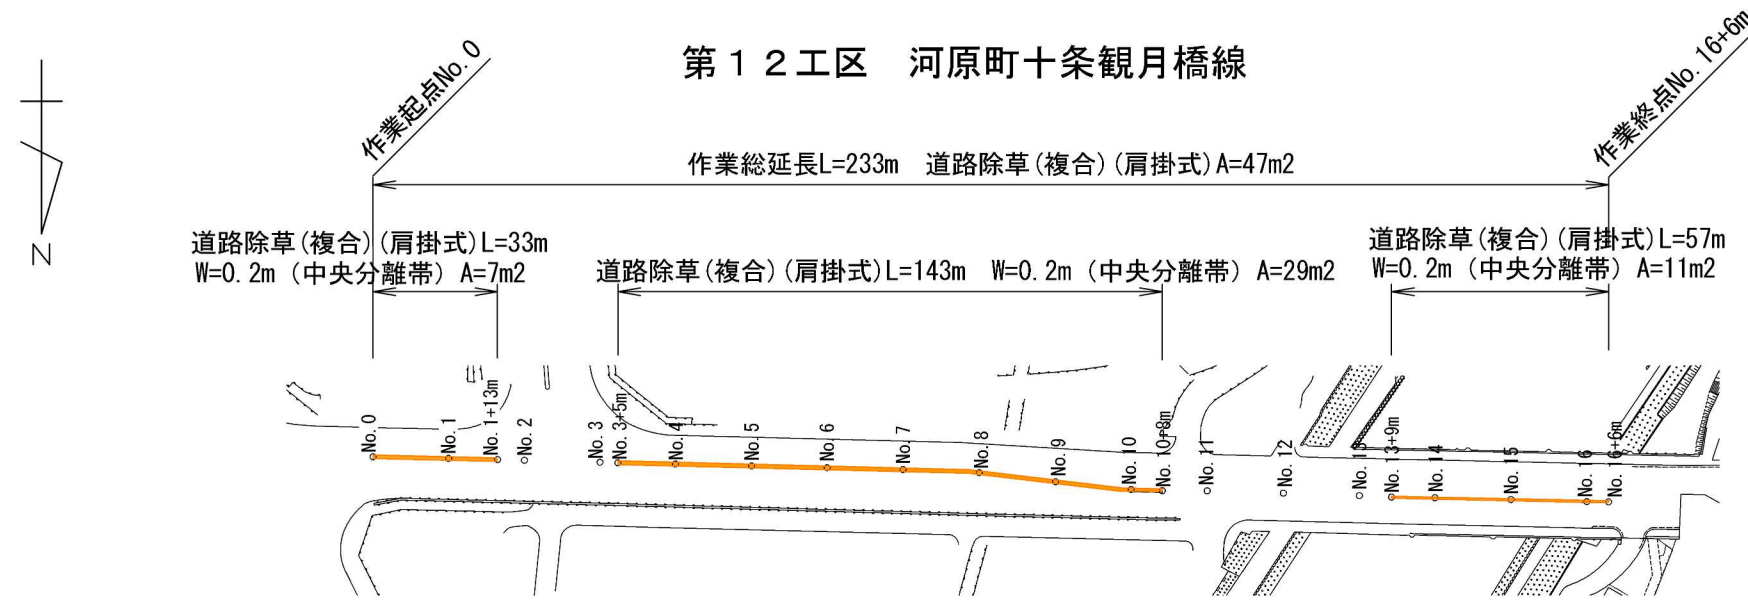 第１２工区　河原町十条観月橋線
作業起点No. 0
作業終点No. 16+6m
作業総延長L=233m　道路除草(複合)(肩掛式)A=47m2
道路除草(複合)(肩掛式)L=33m
W=0.2m（中央分離帯）A=7m2
道路除草(複合)(肩掛式)L=143m　W=0.2m（中央分離帯）A=29m2
道路除草(複合)(肩掛式)L=57m
W=0.2m（中央分離帯）A=11m2
N
No. 0
No. 1
No. 1+13m
No. 2
No. 3
No. 3+5m
No. 4
No. 5
No. 6
No. 7
No. 8
No. 9
No. 10
No. 10+8m
No. 11
No. 12
No. 13
No. 13+9m
No. 14
No. 15
No. 16
No. 16+6m